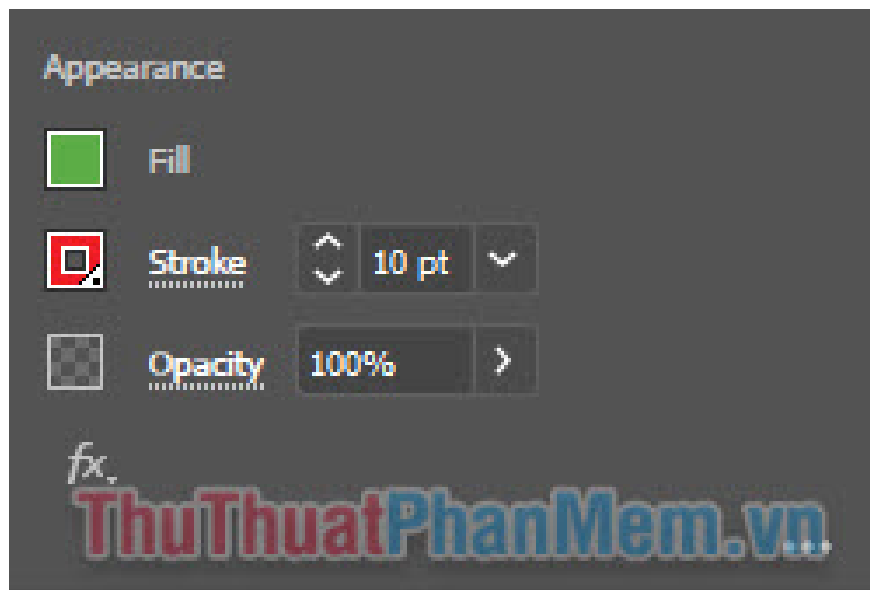 Appearance
Fill
Stroke 10 pt
Opacity 100%
fx.
ThuThuatPhanMem.vn